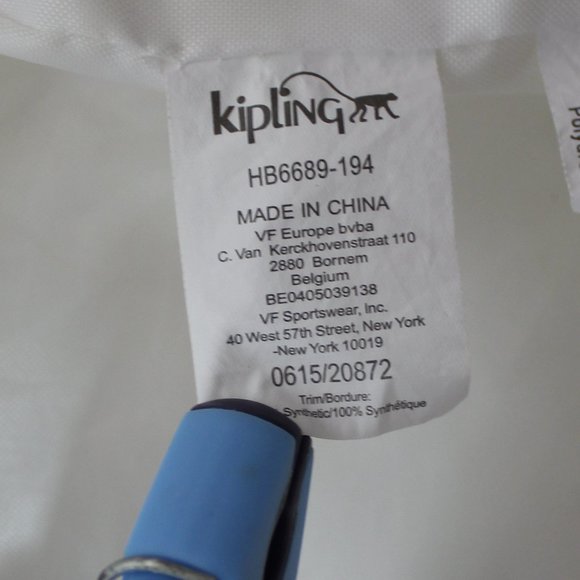 kipling
HB6689-194
MADE IN CHINA
VF Europe bvba
C. Van Kerckhovenstraat 110
2880 Bornem
Belgium
BE0405039138
VF Sportswear, Inc.
40 West 57th Street, New York
-New York 10019
0615/20872
Trim/Bordure:
Synthetic/100% Synthétique